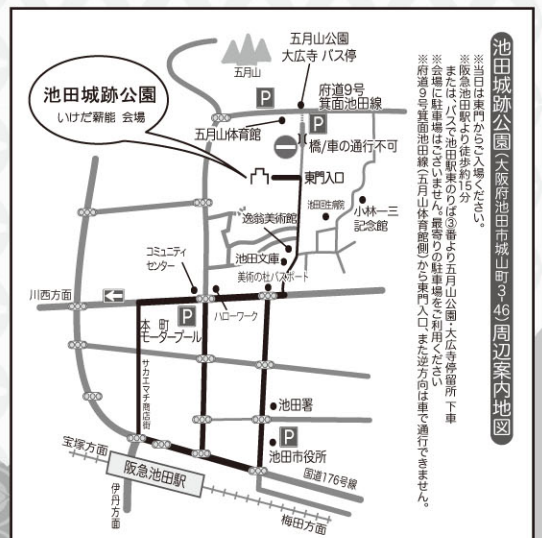 池田城跡公園(大阪府池田市城山町3-46)周辺案内地図
※当日は東門からご入場ください。
※阪急池田駅より徒歩約15分
または、バスで池田駅東のりば③番より五月山公園・大広寺停留所 下車
※会場に駐車場はございません。最寄りの駐車場をご利用ください
※府道9号箕面池田線(五月山体育館側)から東門入口、また逆方向は車で通行できません。
五月山公園
大広寺 バス停
五月山
府道9号
箕面池田線
P
P
五月山体育館
橋/車の通行不可
池田城跡公園
いけだ薪能 会場
東門入口
小林一三
記念館
逸翁美術館
池田文庫
美術の杜バスポート
コミュニティ
センター
川西方面
ハローワーク
P
本町
モータープール
サカエマチ商店街
池田署
P
池田市役所
国道176号線
宝塚方面
阪急池田駅
伊丹方面
梅田方面